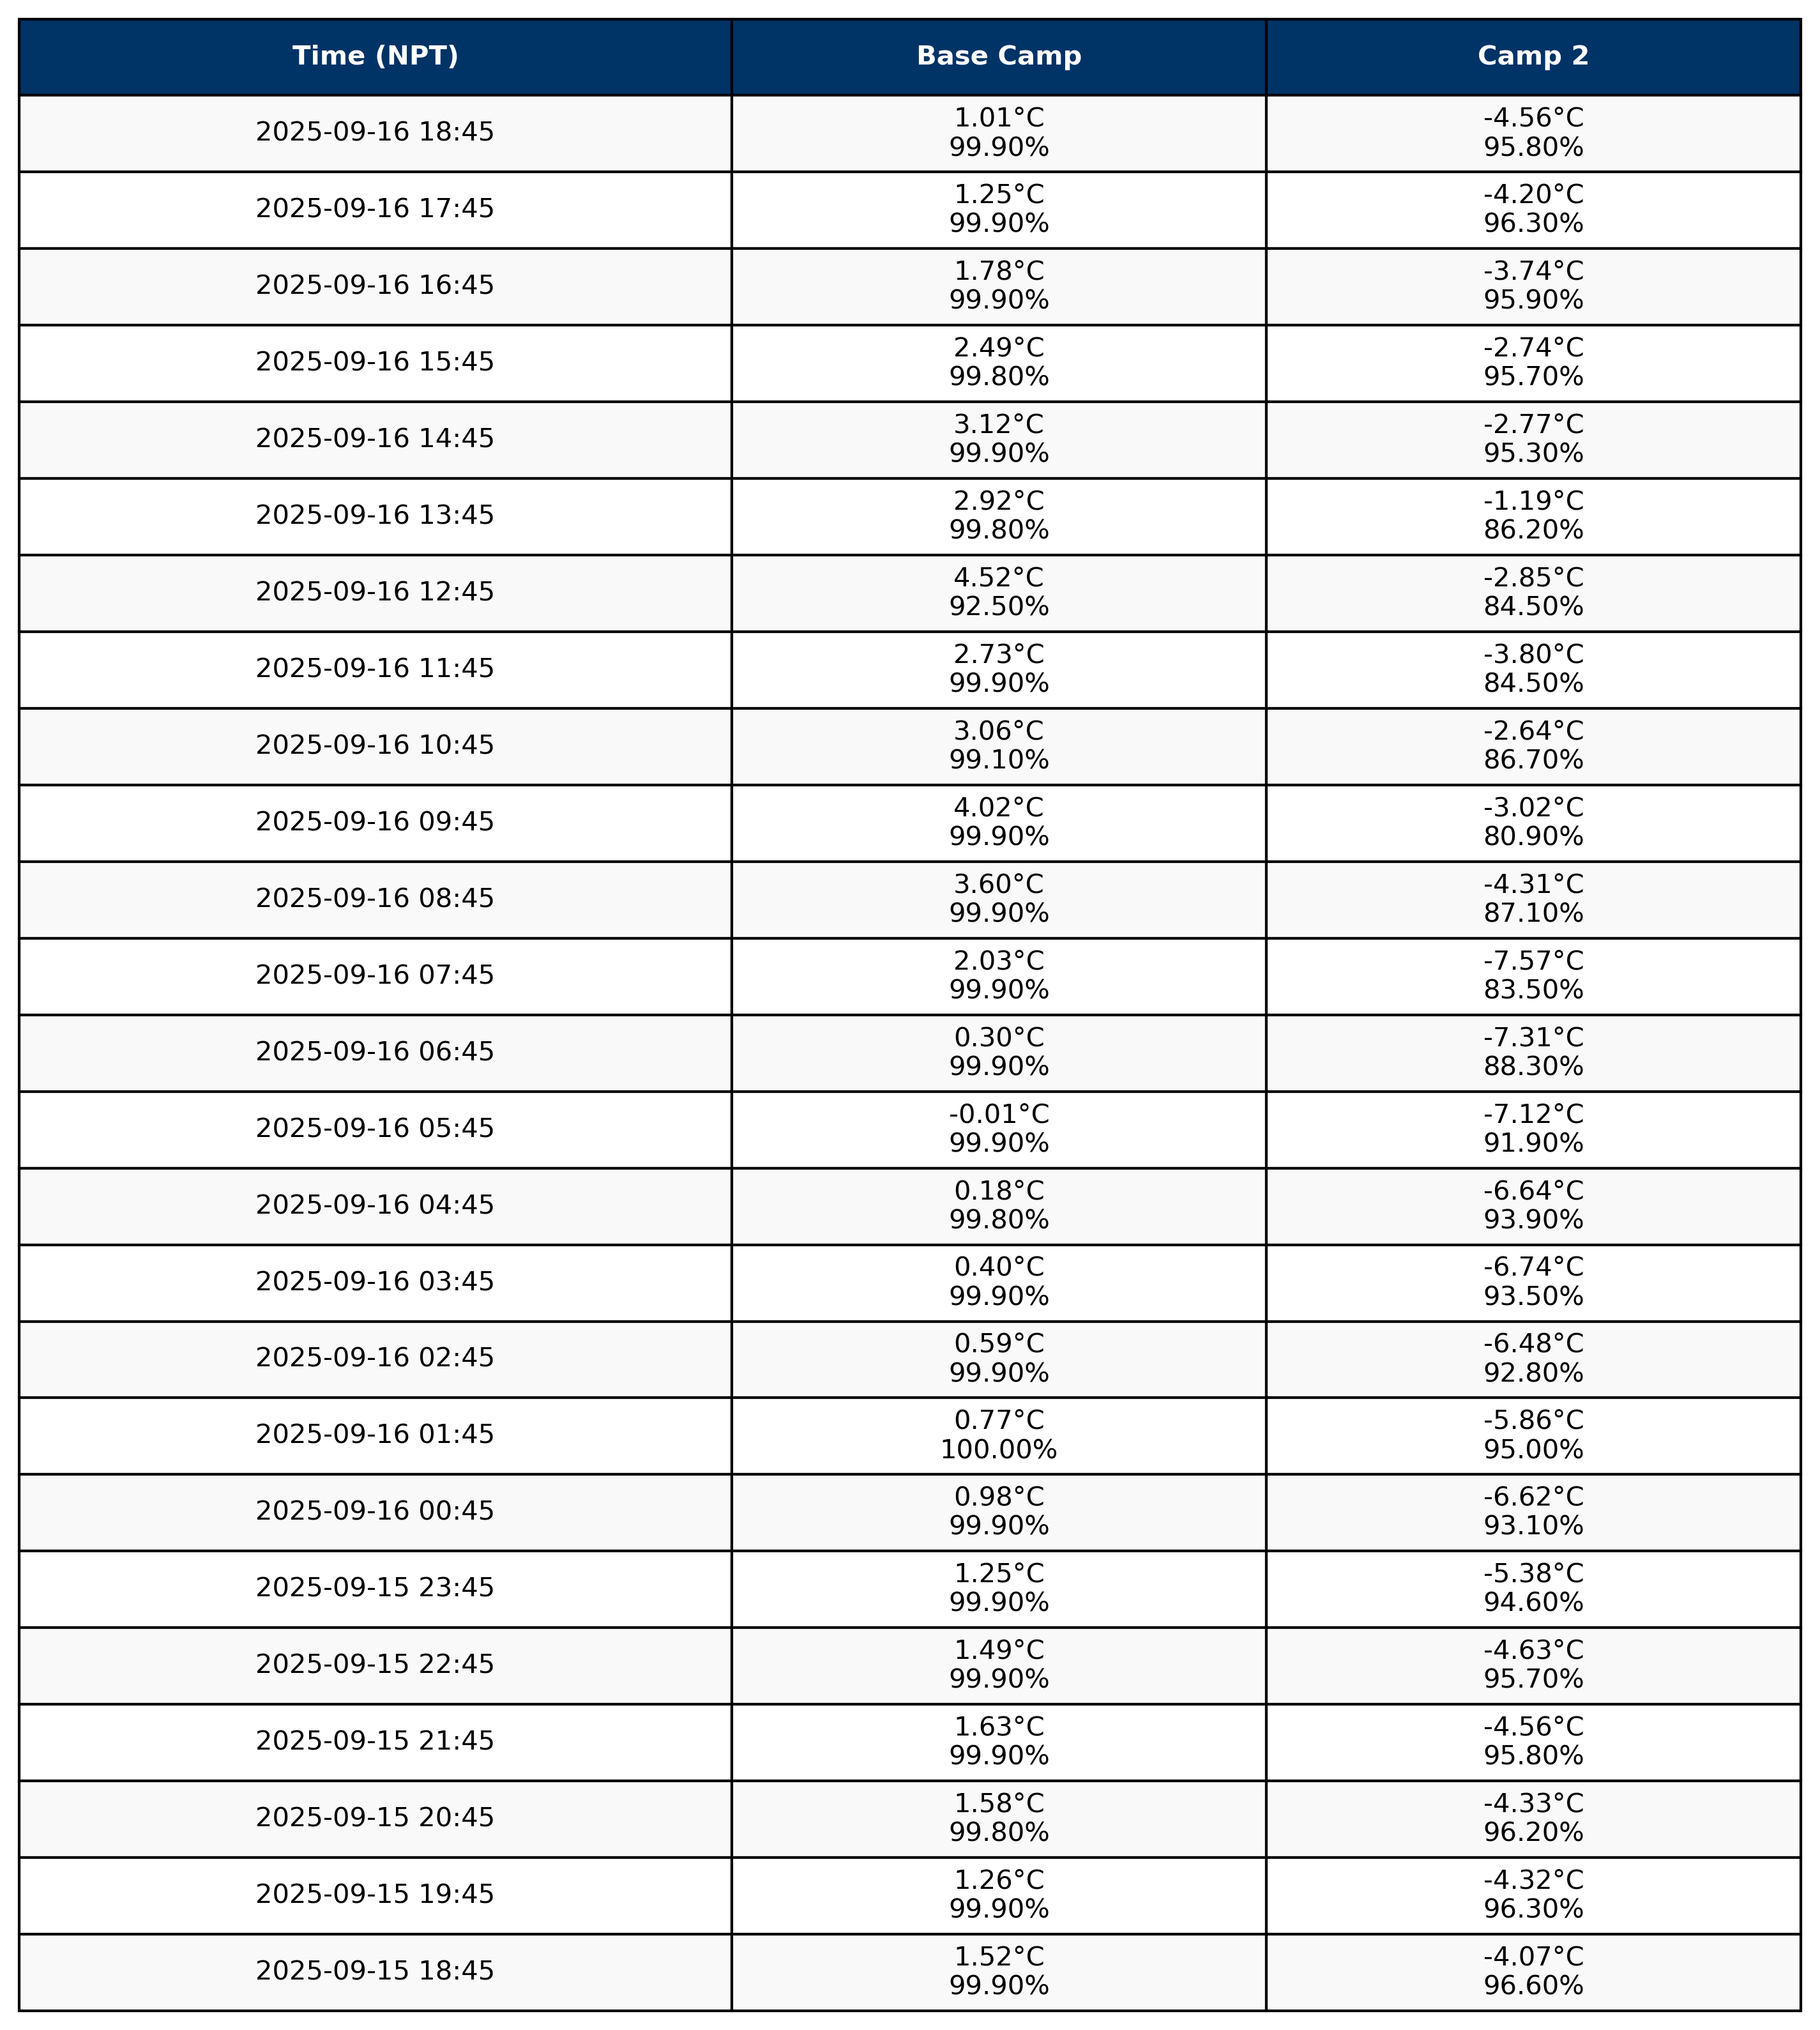 Time (NPT) Base Camp Camp 2
2025-09-16 18:45 1.01°C -4.56°C
99.90% 95.80%
2025-09-16 17:45 1.25°C -4.20°C
99.90% 96.30%
2025-09-16 16:45 1.78°C -3.74°C
99.90% 95.90%
2025-09-16 15:45 2.49°C -2.74°C
99.80% 95.70%
2025-09-16 14:45 3.12°C -2.77°C
99.90% 95.30%
2025-09-16 13:45 2.92°C -1.19°C
99.80% 86.20%
2025-09-16 12:45 4.52°C -2.85°C
92.50% 84.50%
2025-09-16 11:45 2.73°C -3.80°C
99.90% 84.50%
2025-09-16 10:45 3.06°C -2.64°C
99.10% 86.70%
2025-09-16 09:45 4.02°C -3.02°C
99.90% 80.90%
2025-09-16 08:45 3.60°C -4.31°C
99.90% 87.10%
2025-09-16 07:45 2.03°C -7.57°C
99.90% 83.50%
2025-09-16 06:45 0.30°C -7.31°C
99.90% 88.30%
2025-09-16 05:45 -0.01°C -7.12°C
99.90% 91.90%
2025-09-16 04:45 0.18°C -6.64°C
99.80% 93.90%
2025-09-16 03:45 0.40°C -6.74°C
99.90% 93.50%
2025-09-16 02:45 0.59°C -6.48°C
99.90% 92.80%
2025-09-16 01:45 0.77°C -5.86°C
100.00% 95.00%
2025-09-16 00:45 0.98°C -6.62°C
99.90% 93.10%
2025-09-15 23:45 1.25°C -5.38°C
99.90% 94.60%
2025-09-15 22:45 1.49°C -4.63°C
99.90% 95.70%
2025-09-15 21:45 1.63°C -4.56°C
99.90% 95.80%
2025-09-15 20:45 1.58°C -4.33°C
99.80% 96.20%
2025-09-15 19:45 1.26°C -4.32°C
99.90% 96.30%
2025-09-15 18:45 1.52°C -4.07°C
99.90% 96.60%